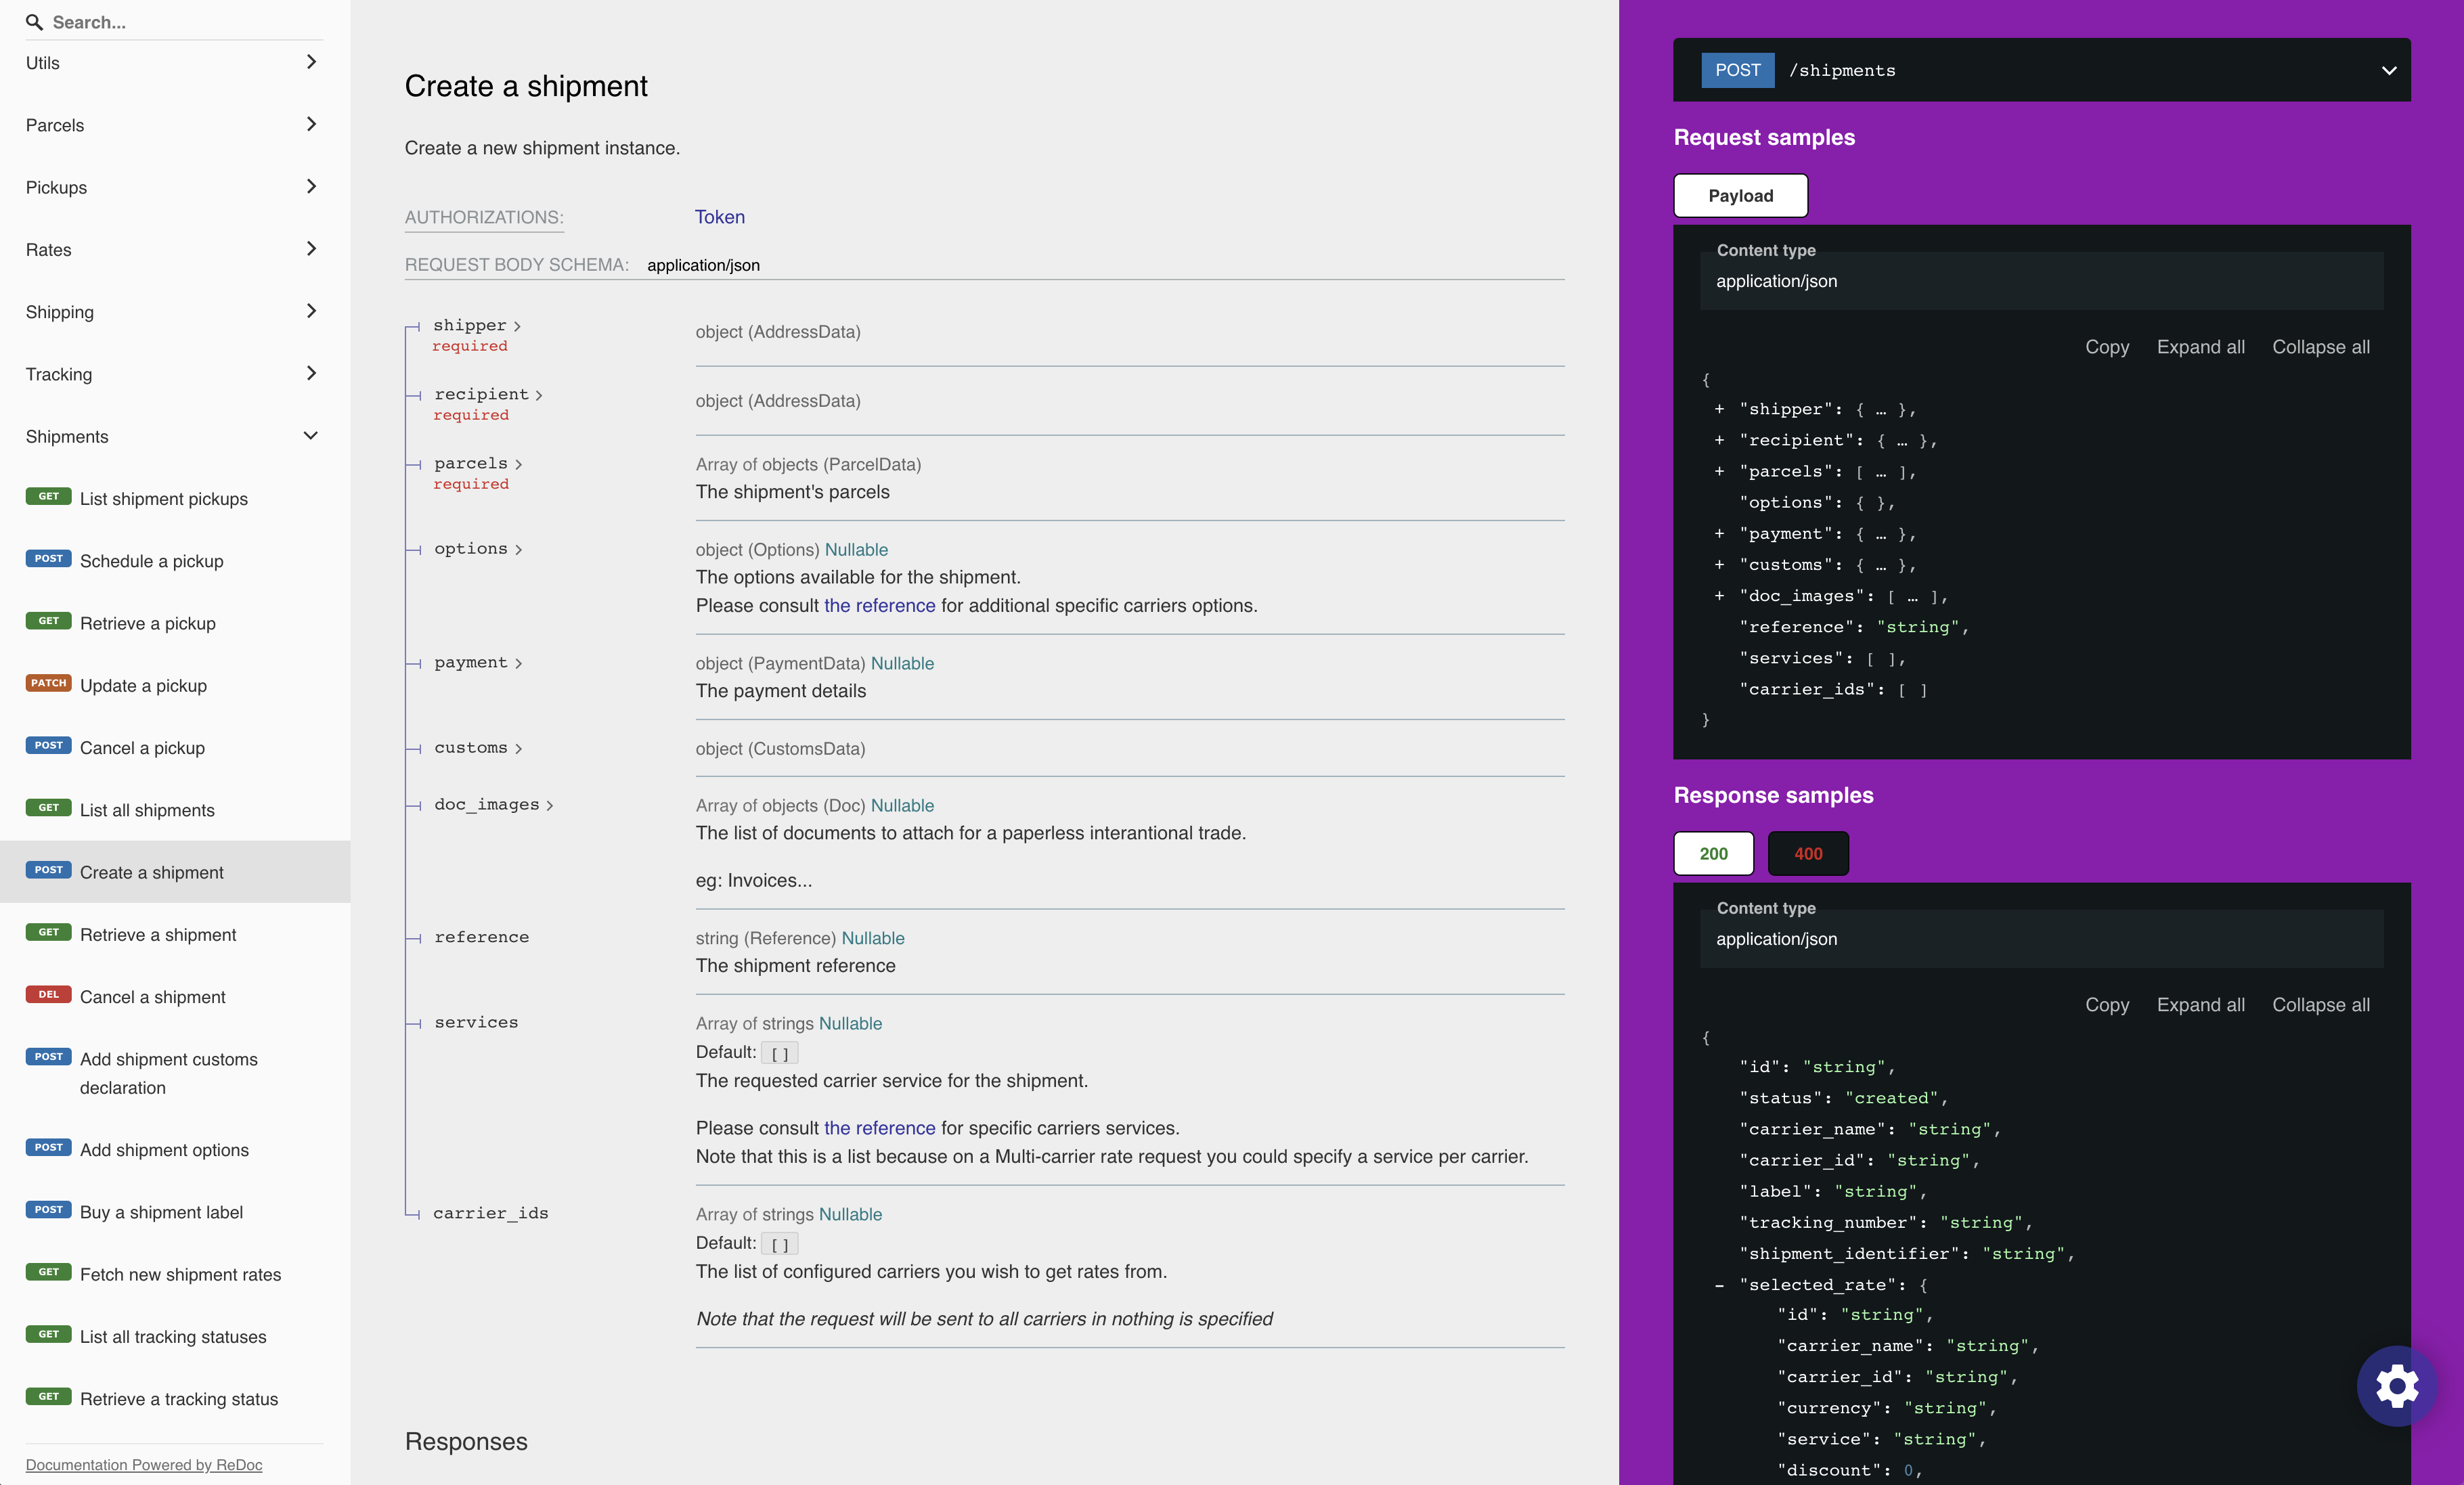 Search...
Utils
Parcels
Pickups
Rates
Shipping
Tracking
Shipments
GET List shipment pickups
POST Schedule a pickup
GET Retrieve a pickup
PATCH Update a pickup
POST Cancel a pickup
GET List all shipments
POST Create a shipment
GET Retrieve a shipment
DEL Cancel a shipment
POST Add shipment customs
declaration
POST Add shipment options
POST Buy a shipment label
GET Fetch new shipment rates
GET List all tracking statuses
GET Retrieve a tracking status
Documentation Powered by ReDoc
Create a shipment
Create a new shipment instance.
AUTHORIZATIONS: Token
REQUEST BODY SCHEMA: application/json
shipper
required
object (AddressData)
recipient
required
object (AddressData)
parcels
required
Array of objects (ParcelData)
The shipment's parcels
options
object (Options) Nullable
The options available for the shipment.
Please consult the reference for additional specific carriers options.
payment
object (PaymentData) Nullable
The payment details
customs
object (CustomsData)
doc_images
Array of objects (Doc) Nullable
The list of documents to attach for a paperless interantional trade.
eg: Invoices...
reference
string (Reference) Nullable
The shipment reference
services
Array of strings Nullable
Default: []
The requested carrier service for the shipment.
Please consult the reference for specific carriers services.
Note that this is a list because on a Multi-carrier rate request you could specify a service per carrier.
carrier_ids
Array of strings Nullable
Default: []
The list of configured carriers you wish to get rates from.
Note that the request will be sent to all carriers in nothing is specified
Responses
POST /shipments
Request samples
Payload
Content type
application/json
Copy Expand all Collapse all
{
+ "shipper": { … },
+ "recipient": { … },
+ "parcels": [ … ],
"options": { },
+ "payment": { … },
+ "customs": { … },
+ "doc_images": [ … ],
"reference": "string",
"services": [ ],
"carrier_ids": [ ]
}
Response samples
200 400
Content type
application/json
Copy Expand all Collapse all
{
"id": "string",
"status": "created",
"carrier_name": "string",
"carrier_id": "string",
"label": "string",
"tracking_number": "string",
"shipment_identifier": "string",
- "selected_rate": {
"id": "string",
"carrier_name": "string",
"carrier_id": "string",
"currency": "string",
"service": "string",
"discount": 0,